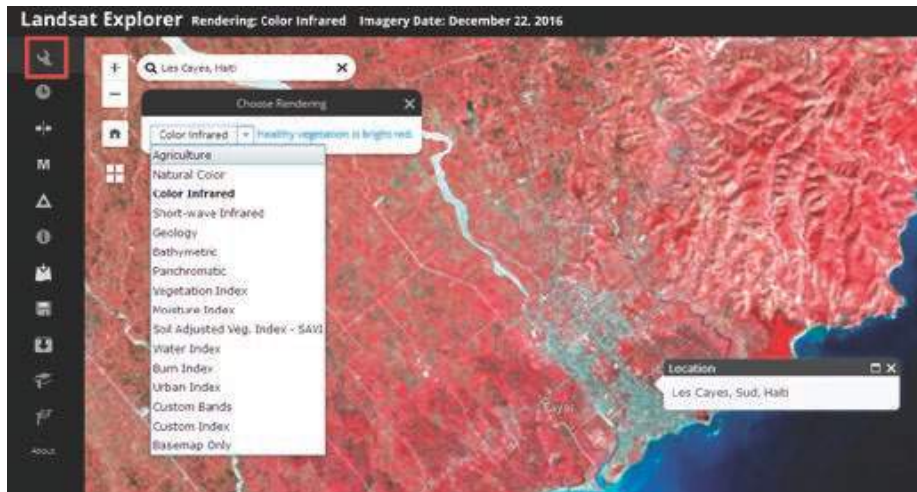 Landsat Explorer Rendering: Color Infrared Imagery Date: December 22, 2016
Les Cayes, Haiti
Choose Rendering
Color Infrared healthy vegetation is bright red.
Agriculture
Natural Color
Color Infrared
Short-wave Infrared
Geology
Bathymetric
Panchromatic
Vegetation Index
Moisture Index
Soil Adjusted Veg. Index - SAVI
Water Index
Burn Index
Urban Index
Custom Bands
Custom Index
Basemap Only
M
Location
Les Cayes, Sud, Haiti
About